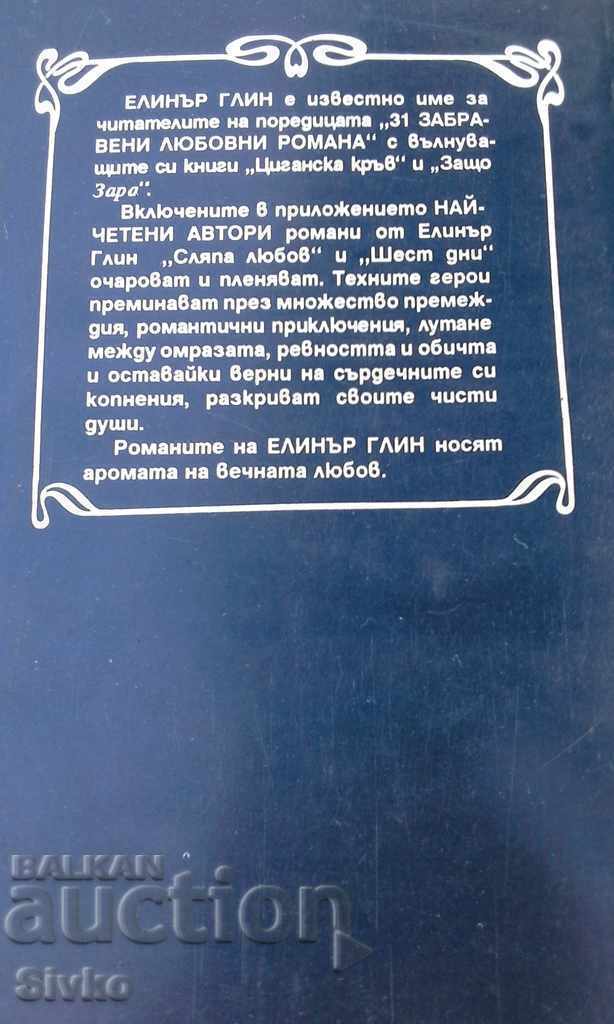 ЕЛИНЪР ГЛИН е известно име за
читателите на поредицата „31 ЗАБРА-
ВЕНИ ЛЮБОВНИ РОМАНА“ с вълнува-
щите си книги „Циганска кръв“ и „Защо
Зара“.
Включените в приложението НАЙ-
ЧЕТЕНИ АВТОРИ романи от Елинър
Глин „Сляпа любов“ и „Шест дни“
очароват и пленяват. Техните герои
преминават през множество премеж-
дия, романтични приключения, лутане
между омразата, ревността и обичта
и оставайки верни на сърдечните си
копнения, разкриват своите чисти
души.
Романите на ЕЛИНЪР ГЛИН носят
аромата на вечната любов.
BALKAN
auction
Sivko